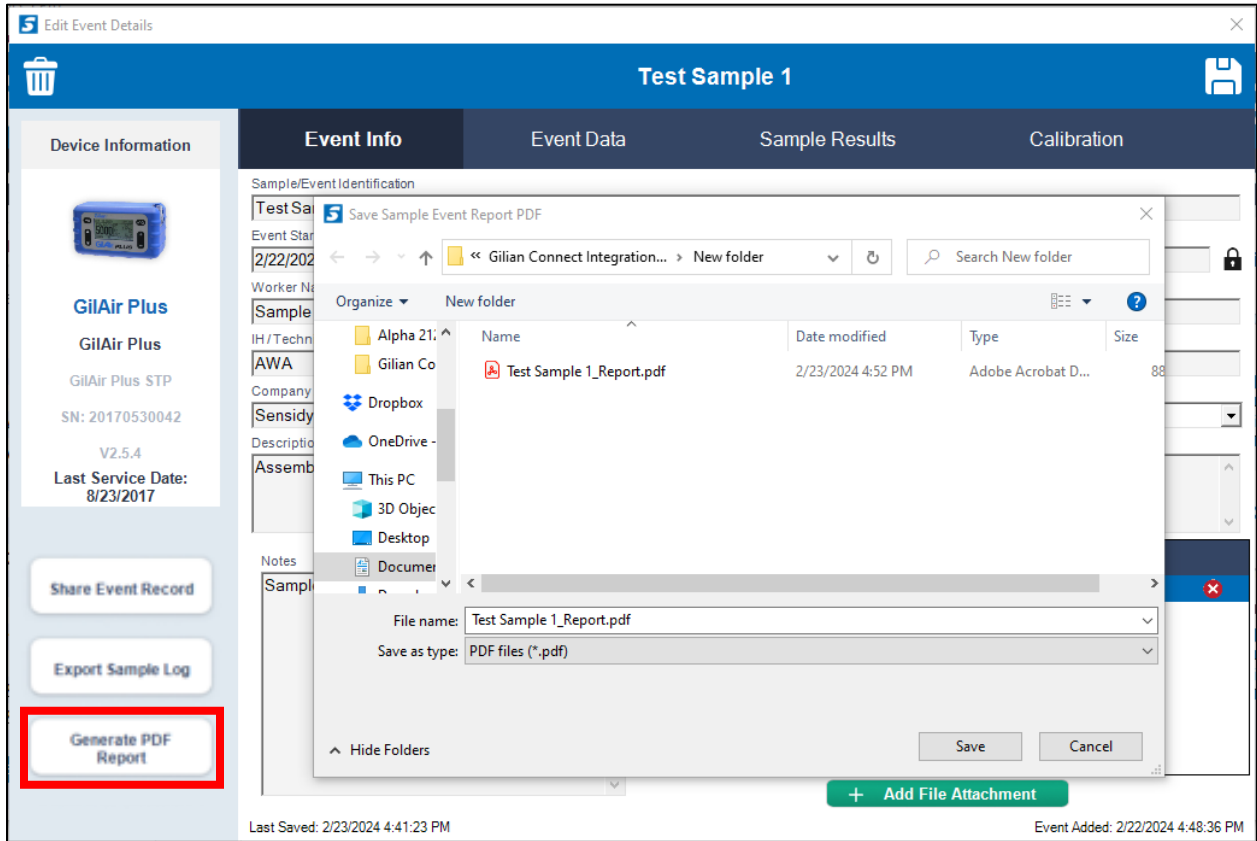 Edit Event Details
Test Sample 1
Device Information
Event Info
Event Data
Sample Results
Calibration
GilAir Plus
GilAir Plus
GilAir Plus STP
SN: 20170530042
V2.5.4
Last Service Date:
8/23/2017
Share Event Record
Export Sample Log
Generate PDF
Report
Sample/Event Identification
Test Sa
Event Star
2/22/202
Worker Na
Sample
IH / Techn
AWA
Company
Sensidy
Descriptio
Assemb
Notes
Sampl
Save Sample Event Report PDF
« Gilian Connect Integration... › New folder
Search New folder
Organize
New folder
Alpha 212
Gilian Co
Dropbox
OneDrive -
This PC
3D Objec
Desktop
Documen
Name
Date modified
Type
Size
Test Sample 1_Report.pdf
2/23/2024 4:52 PM
Adobe Acrobat D...
88
File name: Test Sample 1_Report.pdf
Save as type: PDF files (*.pdf)
Hide Folders
Save
Cancel
+ Add File Attachment
Last Saved: 2/23/2024 4:41:23 PM
Event Added: 2/22/2024 4:48:36 PM